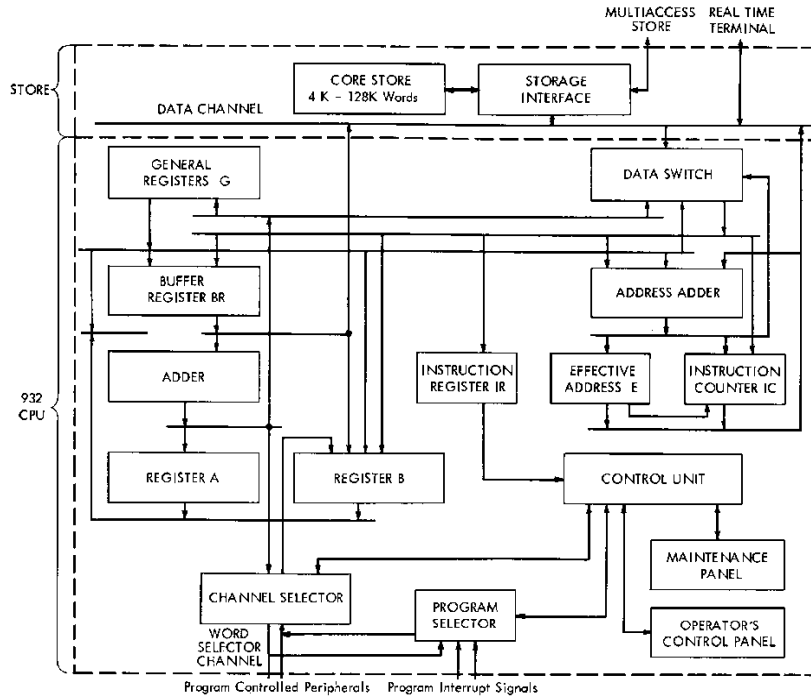 MULTIACCESS
STORE
REAL TIME
TERMINAL
STORE
CORE STORE
4 K - 128K Words
STORAGE
INTERFACE
DATA CHANNEL
GENERAL
REGISTERS G
DATA SWITCH
BUFFER
REGISTER BR
ADDRESS ADDER
ADDER
INSTRUCTION
REGISTER IR
EFFECTIVE
ADDRESS E
INSTRUCTION
COUNTER IC
932
CPU
REGISTER A
REGISTER B
CONTROL UNIT
CHANNEL SELECTOR
PROGRAM
SELECTOR
MAINTENANCE
PANEL
OPERATOR'S
CONTROL PANEL
WORD
SELECTOR
CHANNEL
Program Controlled Peripherals
Program Interrupt Signals